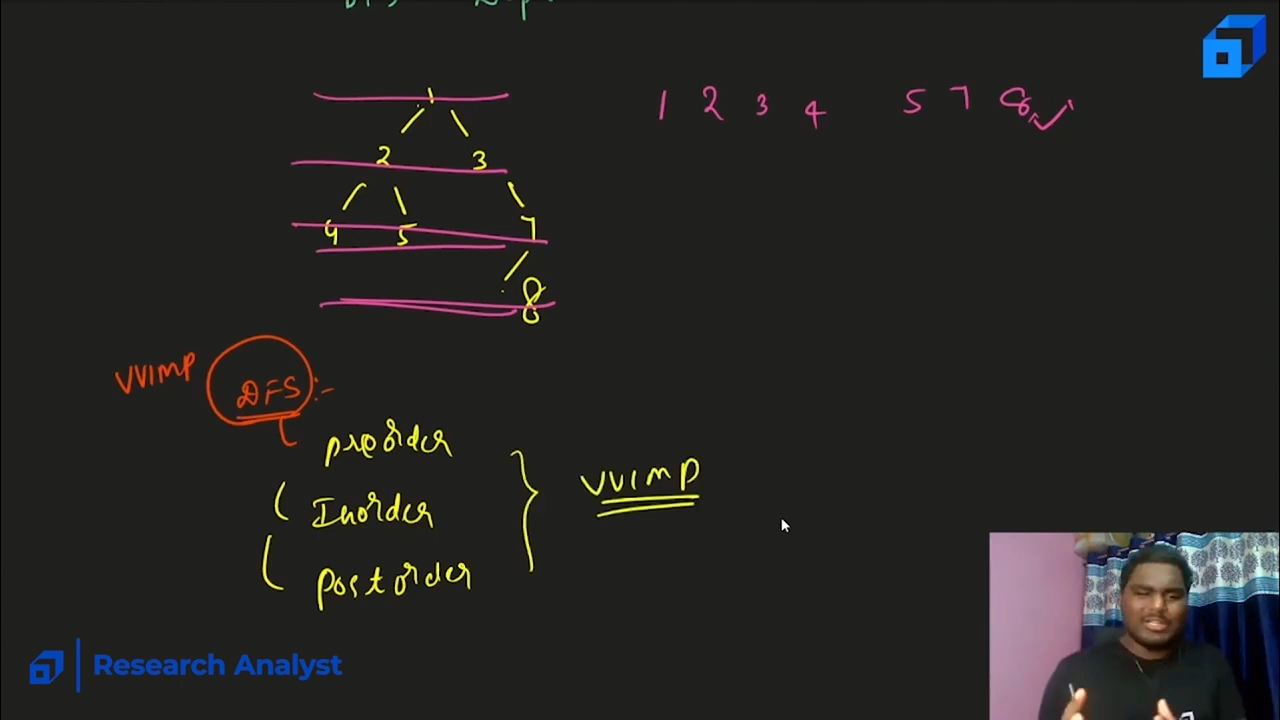 1
1 2 3 4 5 7 8
2 3
4 5 7
8
VVIMP DFS:-
preorder
Inorder
VVIMP
postorder
Research Analyst